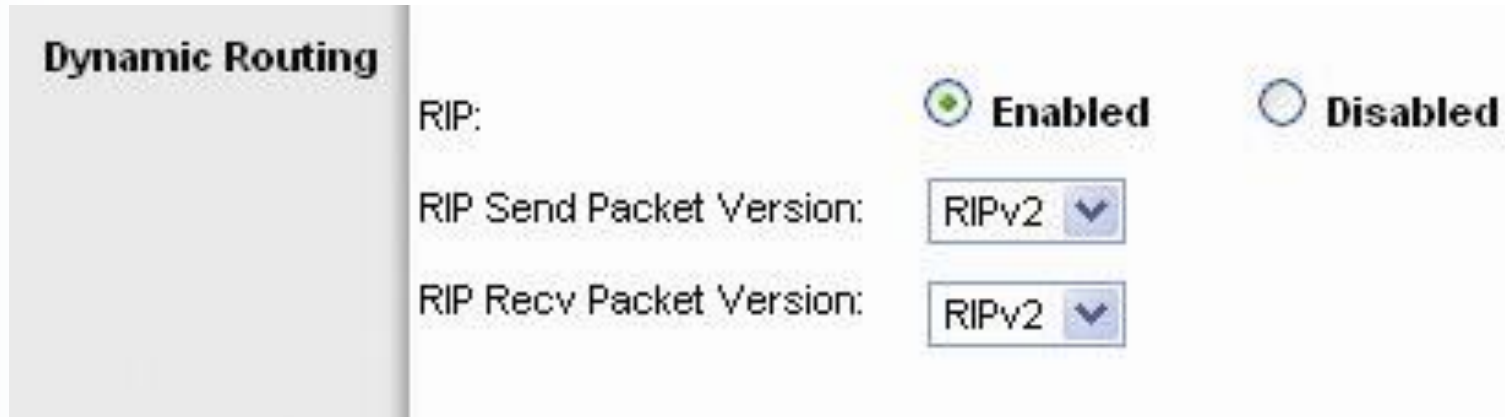 Dynamic Routing
RIP: Enabled Disabled
RIP Send Packet Version: RIPv2
RIP Recv Packet Version: RIPv2